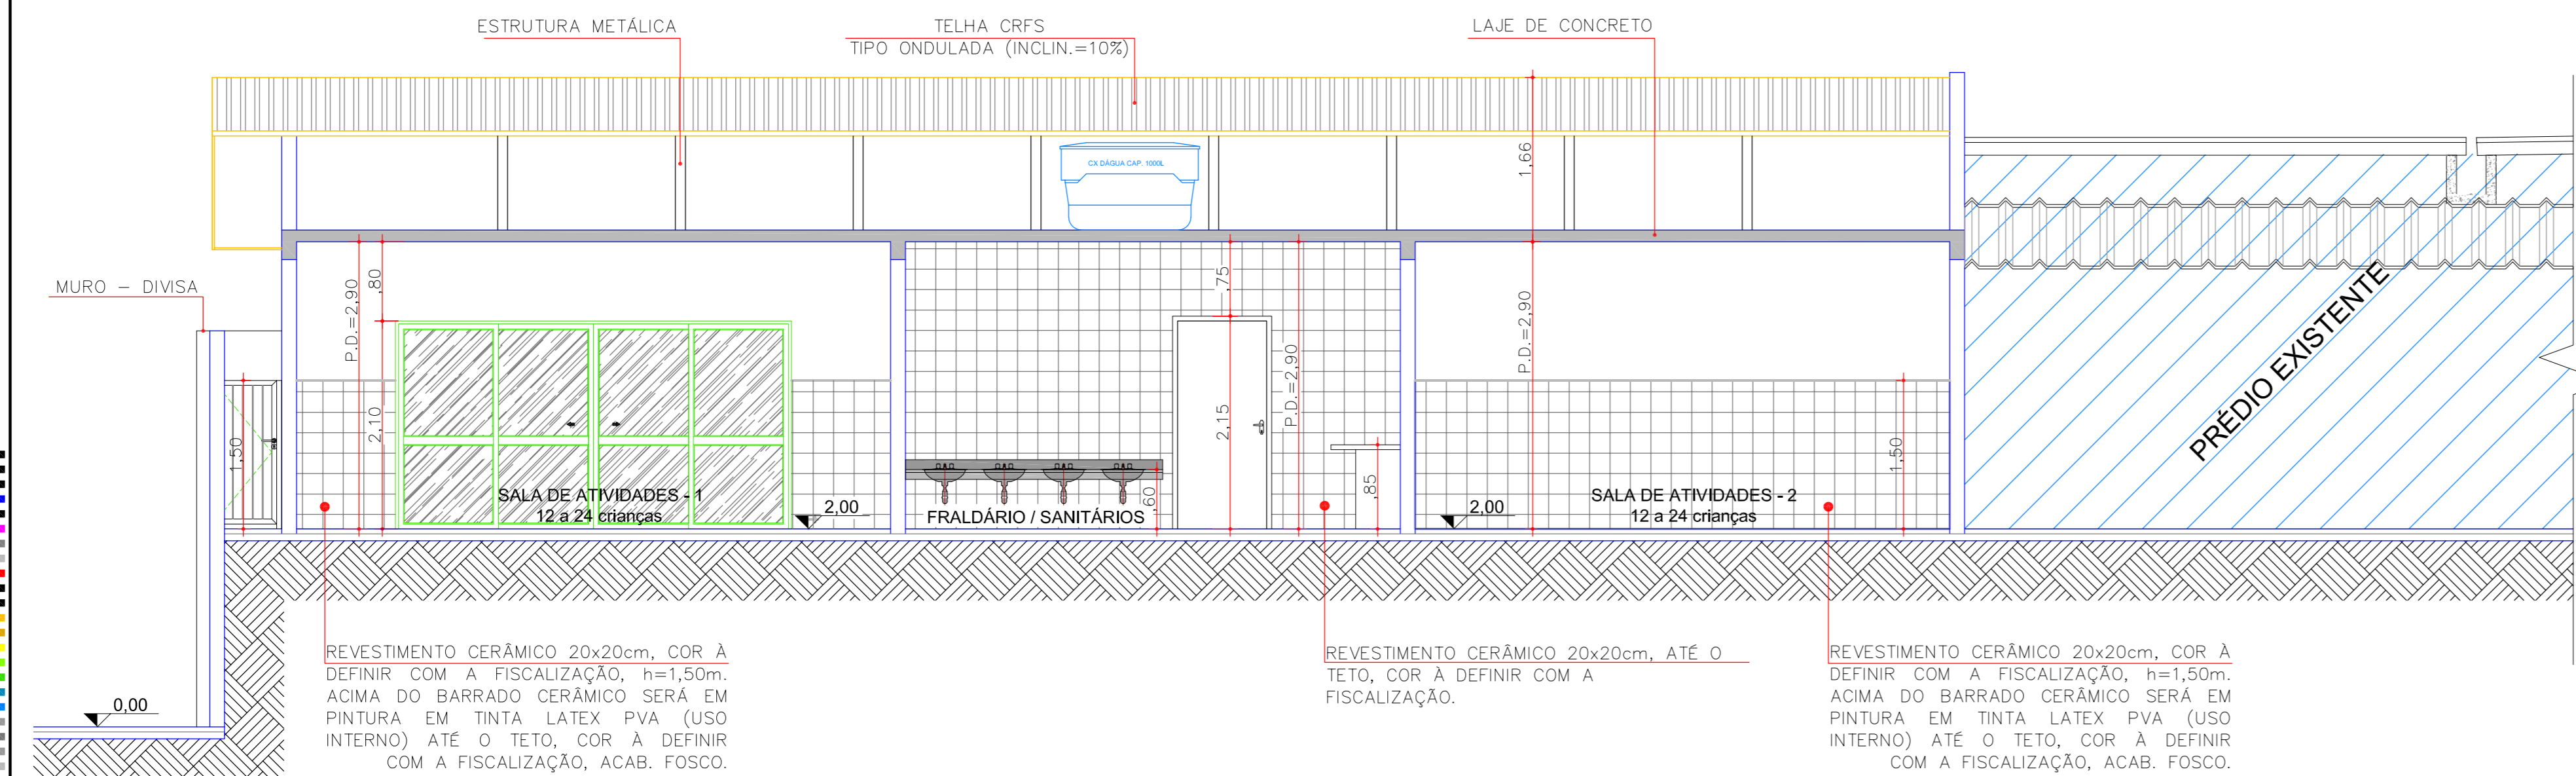 ESTRUTURA METÁLICA
TELHA CRFS
TIPO ONDULADA (INCLIN.=10%)
LAJE DE CONCRETO
1,66
CX DÁGUA CAP. 1000L
MURO – DIVISA
P.D.=2,90
,80
2,10
1,50
,75
2,15
P.D.=2,90
,85
,60
P.D.=2,90
1,50
PRÉDIO EXISTENTE
SALA DE ATIVIDADES - 1
12 a 24 crianças
2,00
FRALDÁRIO / SANITÁRIOS
2,00
SALA DE ATIVIDADES - 2
12 a 24 crianças
0,00
REVESTIMENTO CERÂMICO 20x20cm, COR À
DEFINIR COM A FISCALIZAÇÃO, h=1,50m.
ACIMA DO BARRADO CERÂMICO SERÁ EM
PINTURA EM TINTA LATEX PVA (USO
INTERNO) ATÉ O TETO, COR À DEFINIR
COM A FISCALIZAÇÃO, ACAB. FOSCO.
REVESTIMENTO CERÂMICO 20x20cm, ATÉ O
TETO, COR À DEFINIR COM A
FISCALIZAÇÃO.
REVESTIMENTO CERÂMICO 20x20cm, COR À
DEFINIR COM A FISCALIZAÇÃO, h=1,50m.
ACIMA DO BARRADO CERÂMICO SERÁ EM
PINTURA EM TINTA LATEX PVA (USO
INTERNO) ATÉ O TETO, COR À DEFINIR
COM A FISCALIZAÇÃO, ACAB. FOSCO.